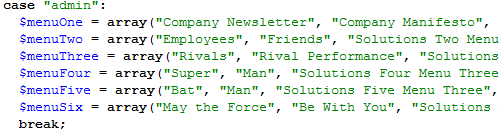 case "admin":
$menuOne = array("Company Newsletter", "Company Manifesto",
$menuTwo = array("Employees", "Friends", "Solutions Two Menu
$menuThree = array("Rivals", "Rival Performance", "Solutions
$menuFour = array("Super", "Man", "Solutions Four Menu Three
$menuFive = array("Bat", "Man", "Solutions Five Menu Three",
$menuSix = array("May the Force", "Be With You", "Solutions
break;